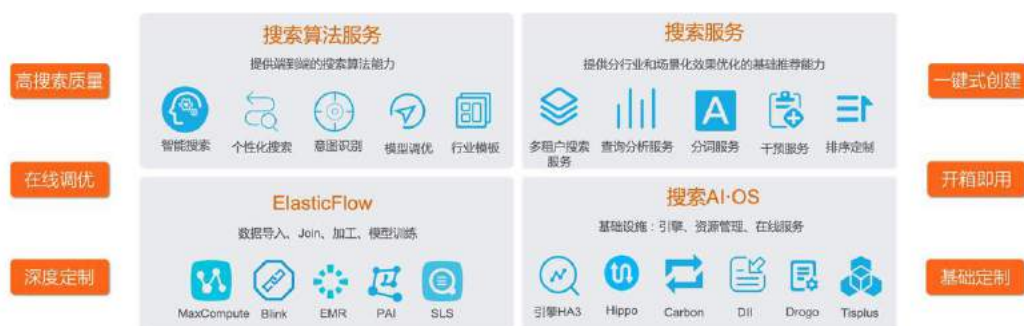 高搜索质量
在线调优
深度定制
搜索算法服务
提供端到端的搜索算法能力
智能搜索
个性化搜索
意图识别
模型调优
行业模板
搜索服务
提供分行业和场景化效果优化的基础推荐能力
多租户搜索
服务
查询分析服务
A
分词服务
干预服务
排序定制
ElasticFlow
数据导入、Join、加工、模型训练
MaxCompute
Blink
EMR
PAI
SLS
搜索AI·OS
基础设施：引擎、资源管理、在线服务
引擎HA3
Hippo
Carbon
DII
Drogo
Tisplus
一键式创建
开箱即用
基础定制